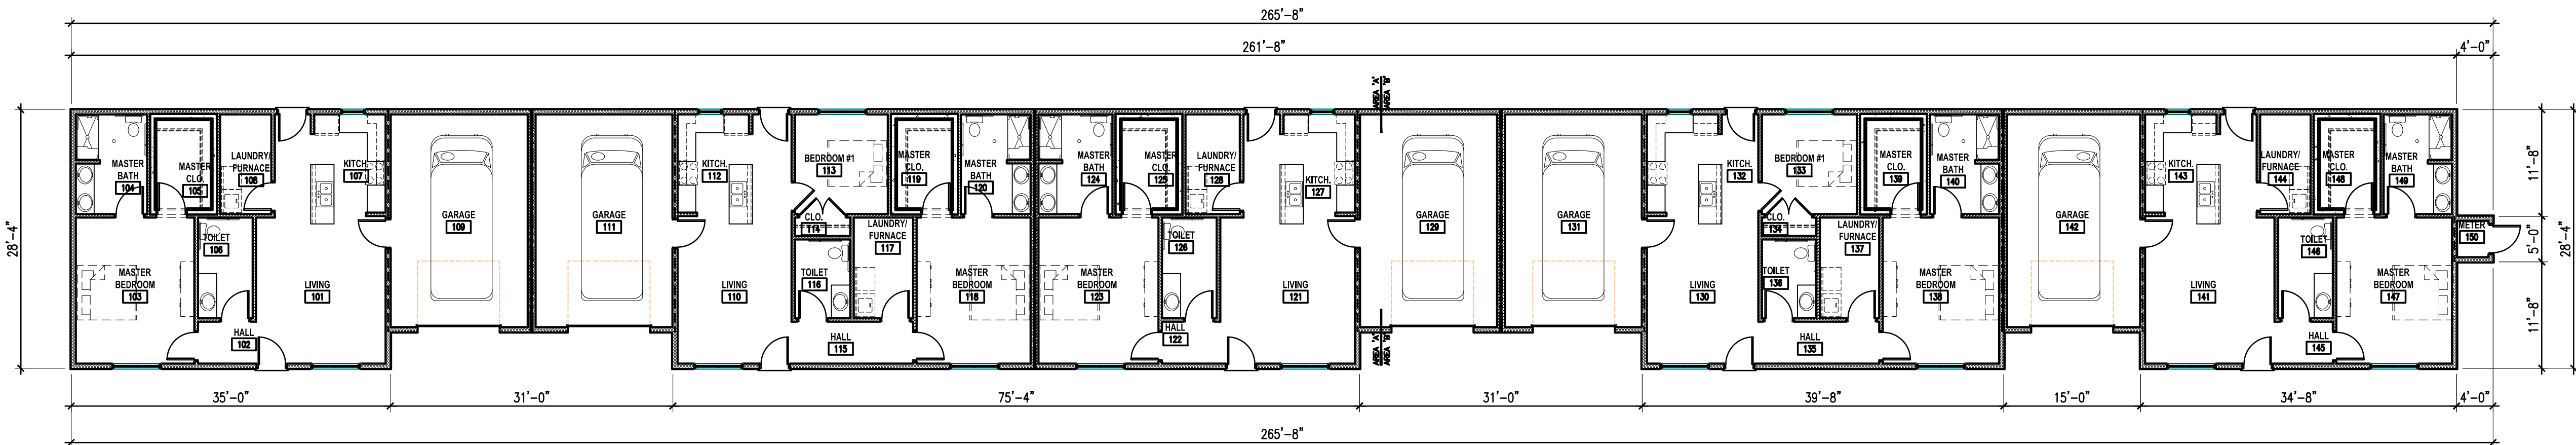 265'-8"
261'-8"
4'-0"
AREA 'A'
AREA 'B'
28'-4"
MASTER
BATH
104
MASTER
CLO.
105
LAUNDRY/
FURNACE
108
KITCH.
107
GARAGE
109
GARAGE
111
KITCH.
112
BEDROOM #1
113
MASTER
CLO.
119
MASTER
BATH
120
MASTER
BATH
124
MASTER
CLO.
125
LAUNDRY/
FURNACE
128
KITCH.
127
GARAGE
129
GARAGE
131
KITCH.
132
BEDROOM #1
133
MASTER
CLO.
139
MASTER
BATH
140
GARAGE
142
KITCH.
143
LAUNDRY/
FURNACE
144
MASTER
CLO.
148
MASTER
BATH
149
11'-8"
5'-0"
11'-8"
28'-4"
METER
150
MASTER
BEDROOM
103
TOILET
106
HALL
102
LIVING
101
LIVING
110
CLO.
114
TOILET
116
LAUNDRY/
FURNACE
117
HALL
115
MASTER
BEDROOM
118
MASTER
BEDROOM
123
TOILET
126
HALL
122
LIVING
121
AREA 'A'
AREA 'B'
LIVING
130
CLO.
134
TOILET
136
LAUNDRY/
FURNACE
137
HALL
135
MASTER
BEDROOM
138
LIVING
141
TOILET
146
HALL
145
MASTER
BEDROOM
147
35'-0"
31'-0"
75'-4"
31'-0"
39'-8"
15'-0"
34'-8"
4'-0"
265'-8"